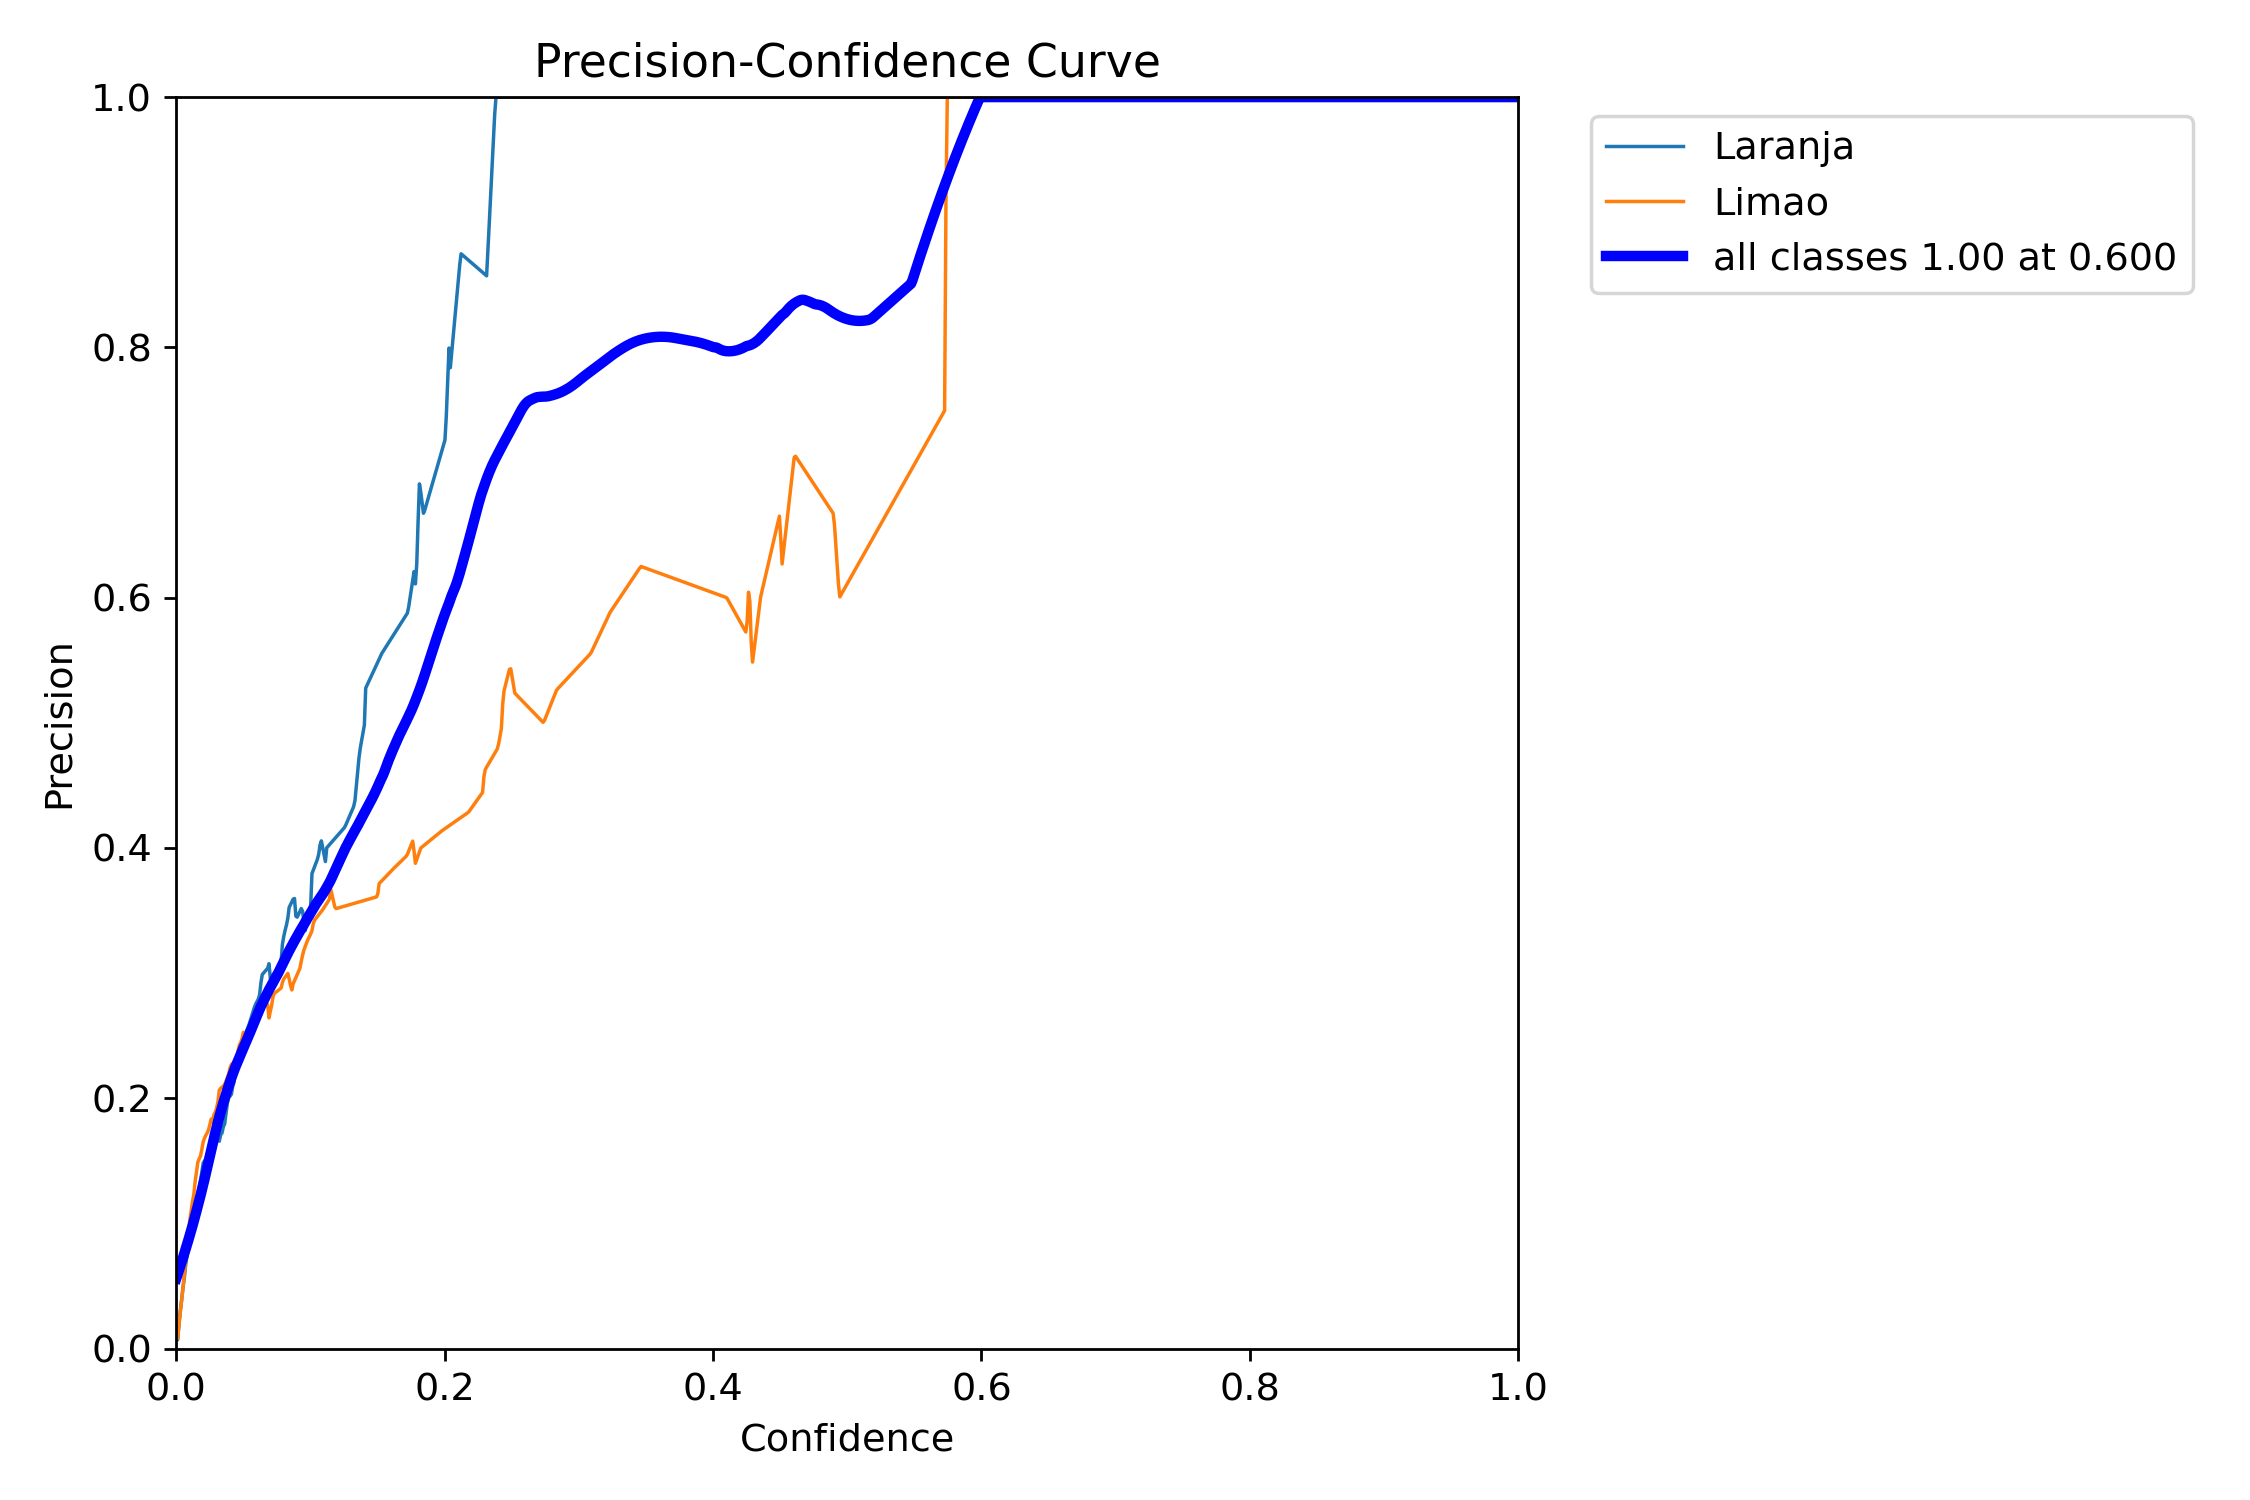 Precision-Confidence Curve
1.0
0.8
0.6
0.4
0.2
0.0
Precision
0.0 0.2 0.4 0.6 0.8 1.0
Confidence
Laranja
Limao
all classes 1.00 at 0.600